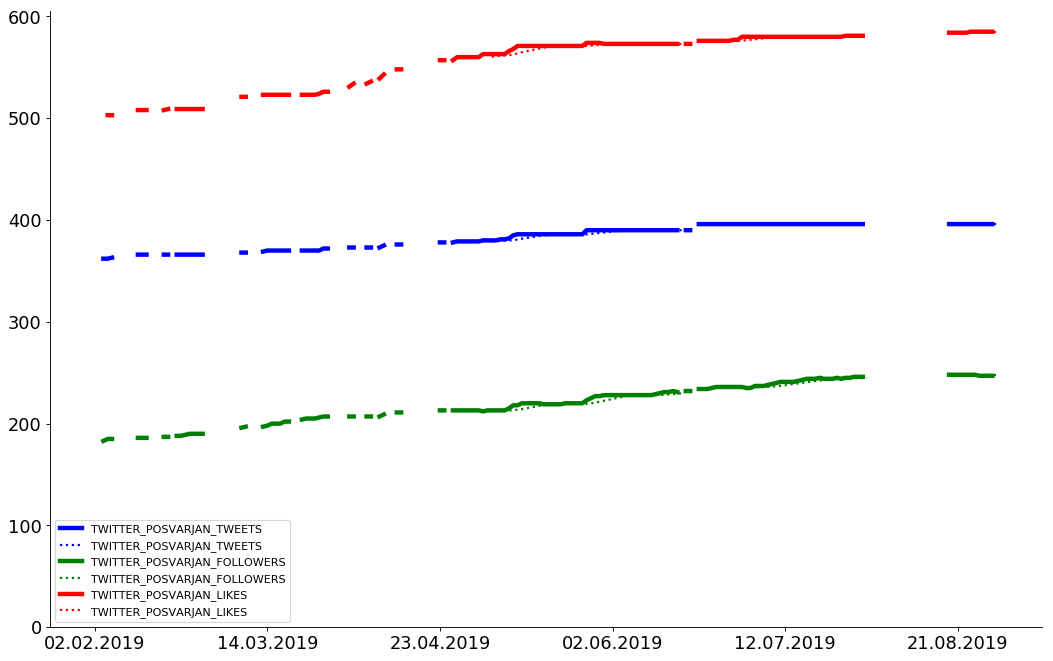 600
500
400
300
200
100
0
TWITTER_POSVARJAN_TWEETS
TWITTER_POSVARJAN_TWEETS
TWITTER_POSVARJAN_FOLLOWERS
TWITTER_POSVARJAN_FOLLOWERS
TWITTER_POSVARJAN_LIKES
TWITTER_POSVARJAN_LIKES
02.02.2019 14.03.2019 23.04.2019 02.06.2019 12.07.2019 21.08.2019